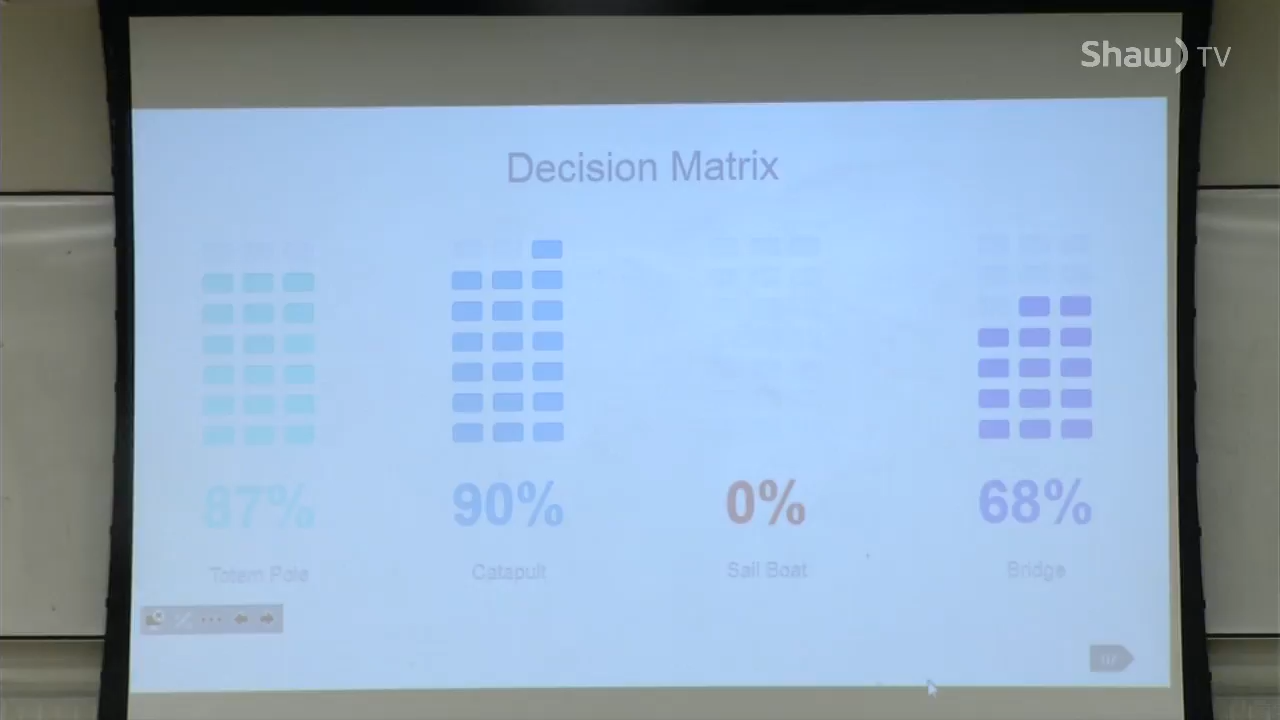 Shaw) TV
Decision Matrix
87% 90% 0% 68%
Totem Pole Catapult Sail Boat Bridge